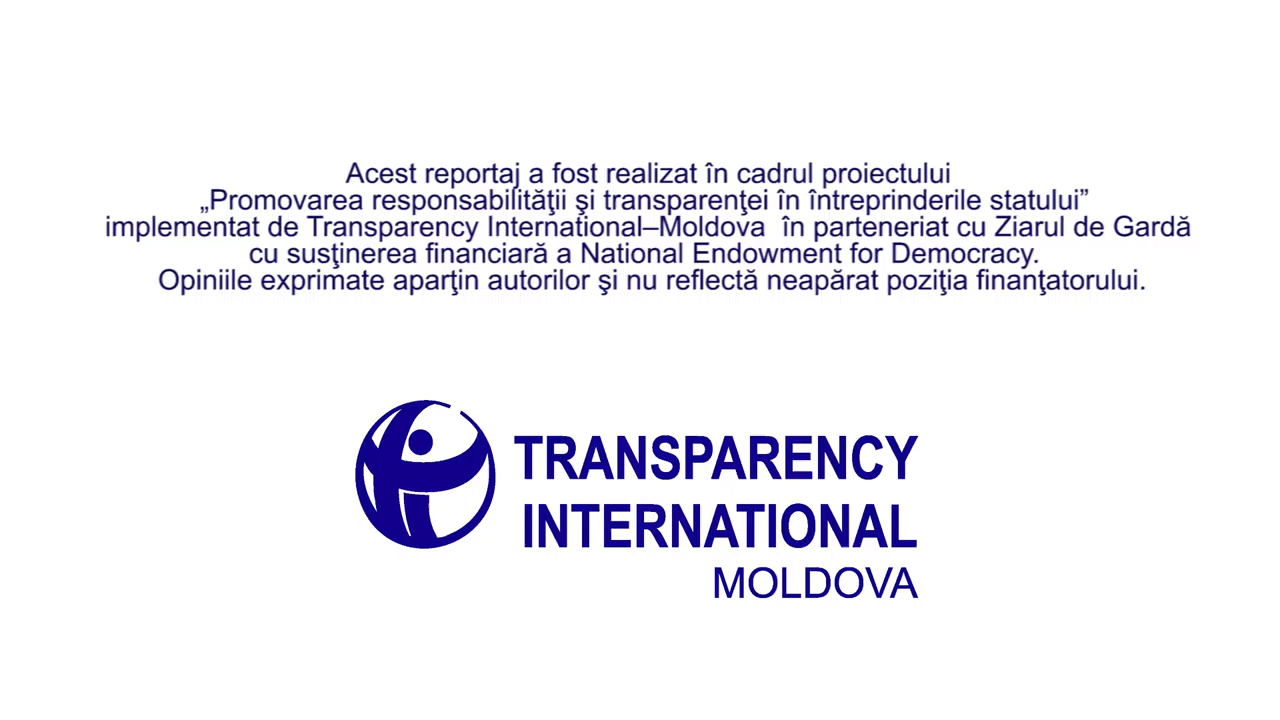 Acest reportaj a fost realizat în cadrul proiectului
„Promovarea responsabilităţii şi transparenţei în întreprinderile statului”
implementat de Transparency International–Moldova în parteneriat cu Ziarul de Gardă
cu susţinerea financiară a National Endowment for Democracy.
Opiniile exprimate aparţin autorilor şi nu reflectă neapărat poziţia finanţatorului.
TRANSPARENCY
INTERNATIONAL
MOLDOVA